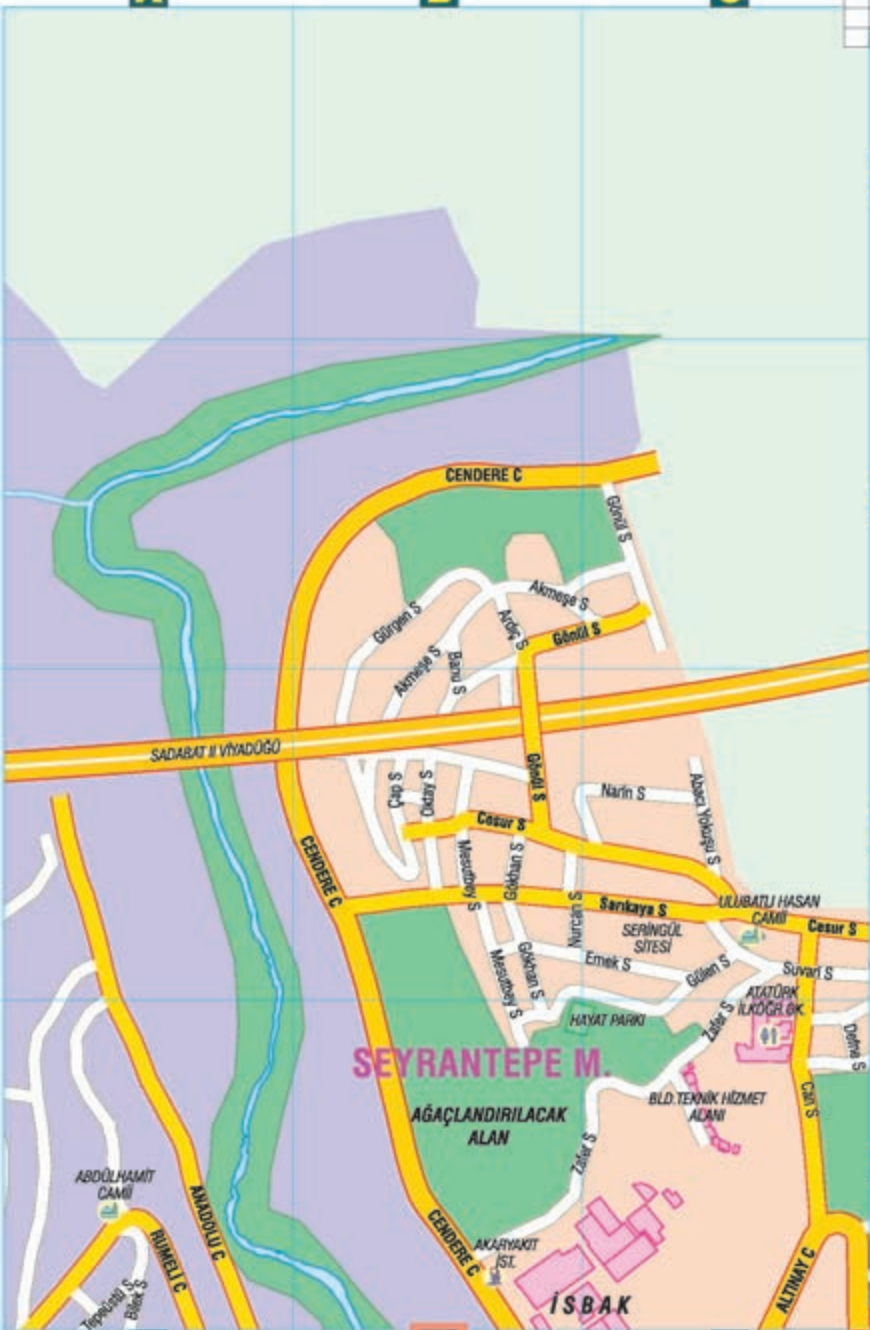 A B C
CENDERE C
Gönül S
Akmeşe S
Gürgen S
Ardıç S
Gönül S
Akmeşe S
Banu S
SADABAT II VİYADÜĞÜ
Gönül S
Çap S
Oktay S
Narin S
Abacı Yokuşu S
Cesur S
CENDERE C
Mesutbey S
Gökhan S
Nurcan S
Sarıkaya S
ULUBATLI HASAN
CAMİİ
Cesur S
SERİNGÜL
SİTESİ
Mesutbey S
Gökhan S
Emek S
Gülen S
Suvari S
ATATÜRK
İLKÖĞR.OK.
HAYAT PARKI
Zafer S
Defne S
SEYRANTEPE M.
BLD.TEKNİK HİZMET
ALANI
Can S
AĞAÇLANDIRILACAK
ALAN
Zafer S
ABDÜLHAMİT
CAMİİ
ANADOLU C
RUMELİ C
CENDERE C
AKARYAKIT
İST.
ALTINAY C
Tepeüstü S
Bilek S
İSBAK